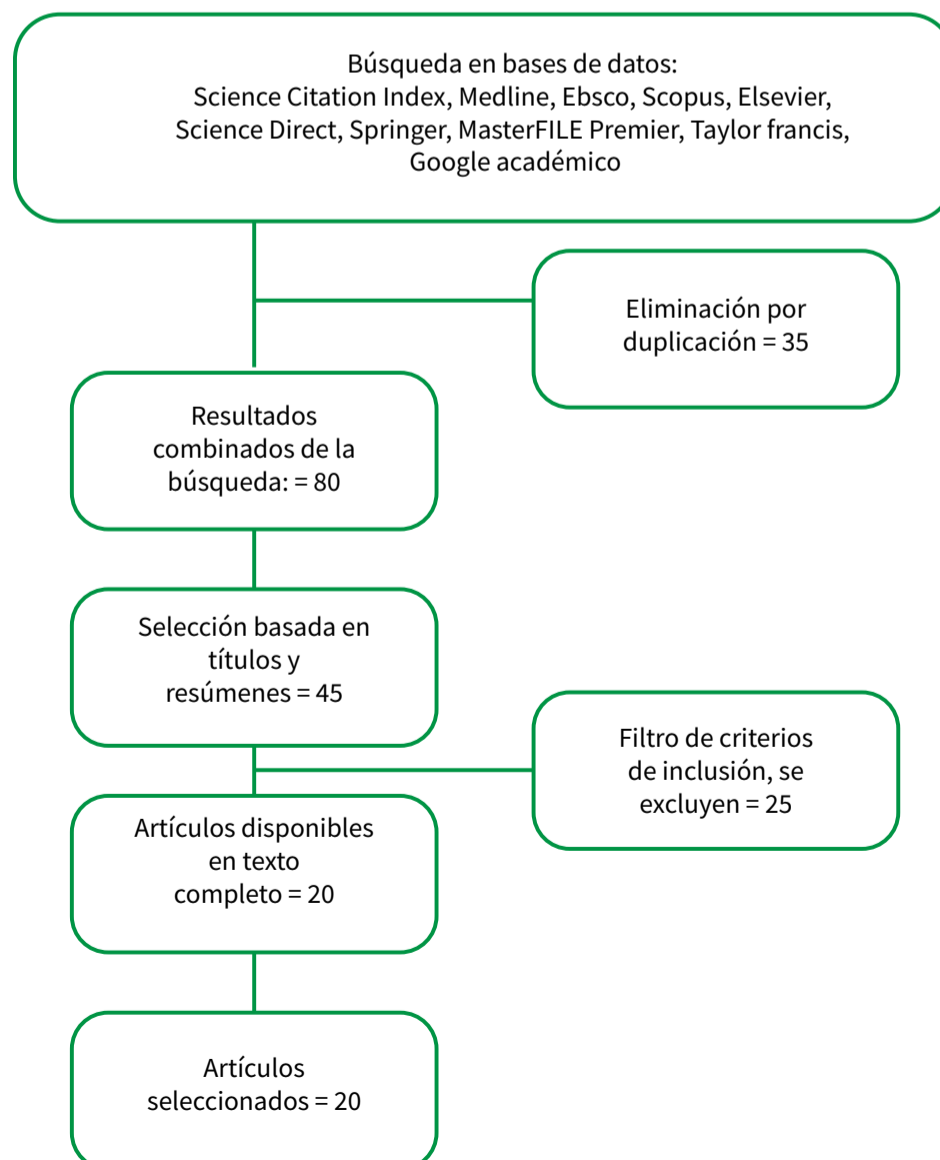 Búsqueda en bases de datos:
Science Citation Index, Medline, Ebsco, Scopus, Elsevier,
Science Direct, Springer, MasterFILE Premier, Taylor francis,
Google académico
Eliminación por
duplicación = 35
Resultados
combinados de la
búsqueda: = 80
Selección basada en
títulos y
resúmenes = 45
Filtro de criterios
de inclusión, se
excluyen = 25
Artículos disponibles
en texto
completo = 20
Artículos
seleccionados = 20